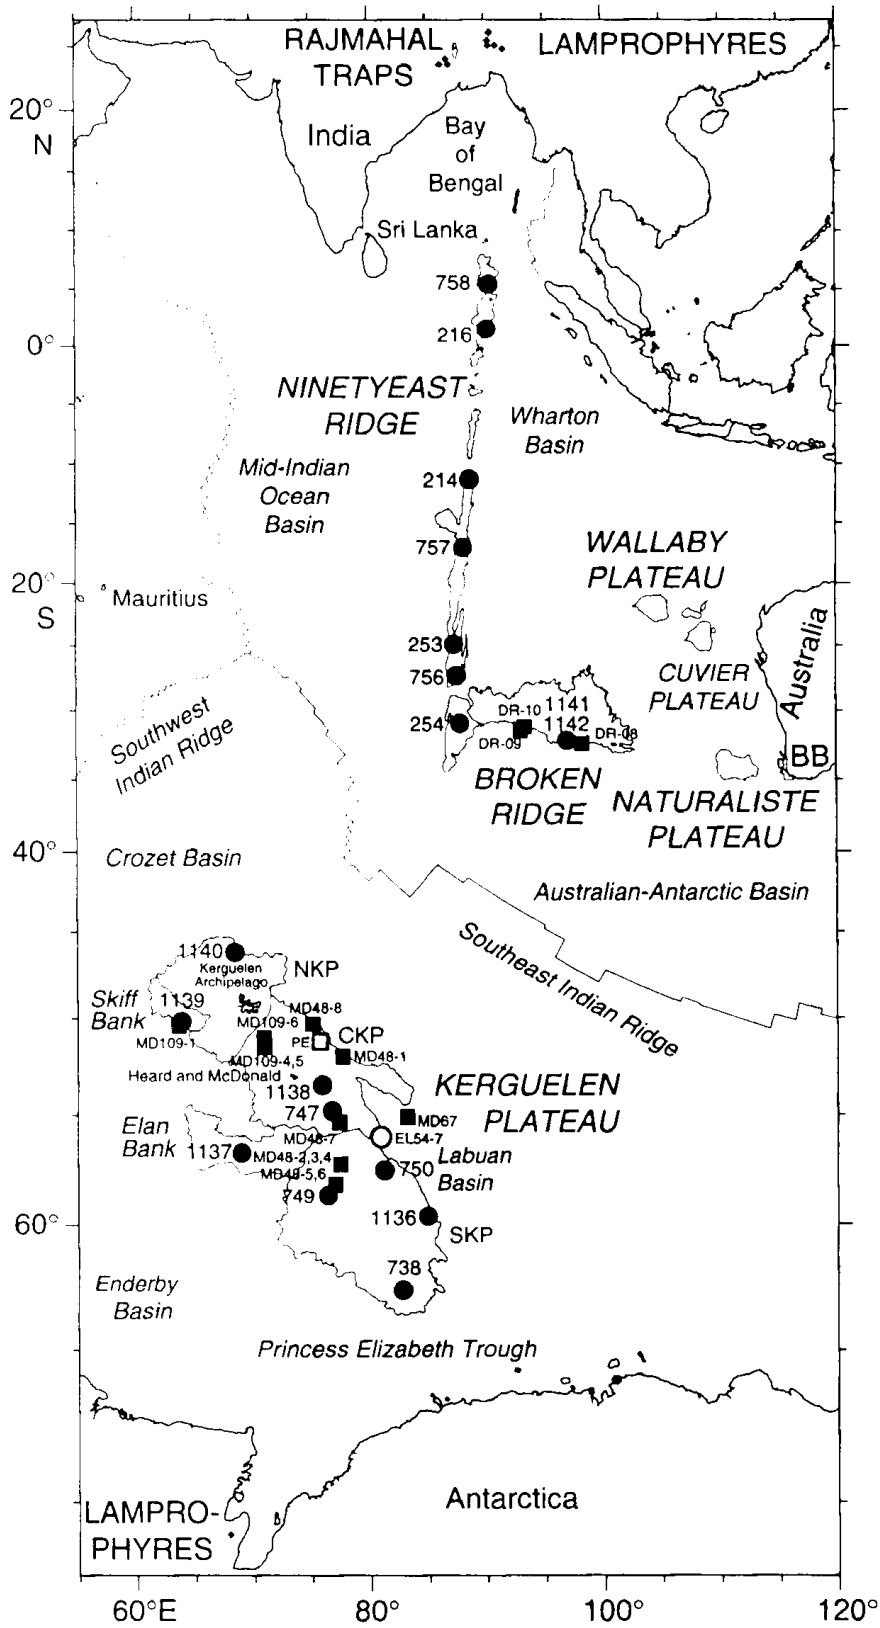 RAJMAHAL
TRAPS
LAMPROPHYRES
20°
N
India
Bay
of
Bengal
Sri Lanka
758
216
0°
NINETYEAST
RIDGE
Wharton
Basin
Mid-Indian
Ocean
Basin
214
757
WALLABY
PLATEAU
20°
S
Mauritius
Australia
253
756
CUVIER
PLATEAU
254
DR-10
1141
1142
DR-08
DR-09
BB
Southwest
Indian Ridge
BROKEN
RIDGE
NATURALISTE
PLATEAU
40°
Crozet Basin
Australian-Antarctic Basin
Southeast Indian Ridge
1140
NKP
Kerguelen
Archipelago
Skiff
Bank
1139
MD48-8
MD109-6
MD109-1
PE
CKP
MD48-1
MD109-4,5
Heard and McDonald
1138
KERGUELEN
PLATEAU
747
MD67
Elan
Bank
MD48-7
EL54-7
1137
MD48-2,3,4
Labuan
Basin
750
MD48-5,6
749
1136
60°
SKP
738
Enderby
Basin
Princess Elizabeth Trough
Antarctica
LAMPRO-
PHYRES
60°E
80°
100°
120°